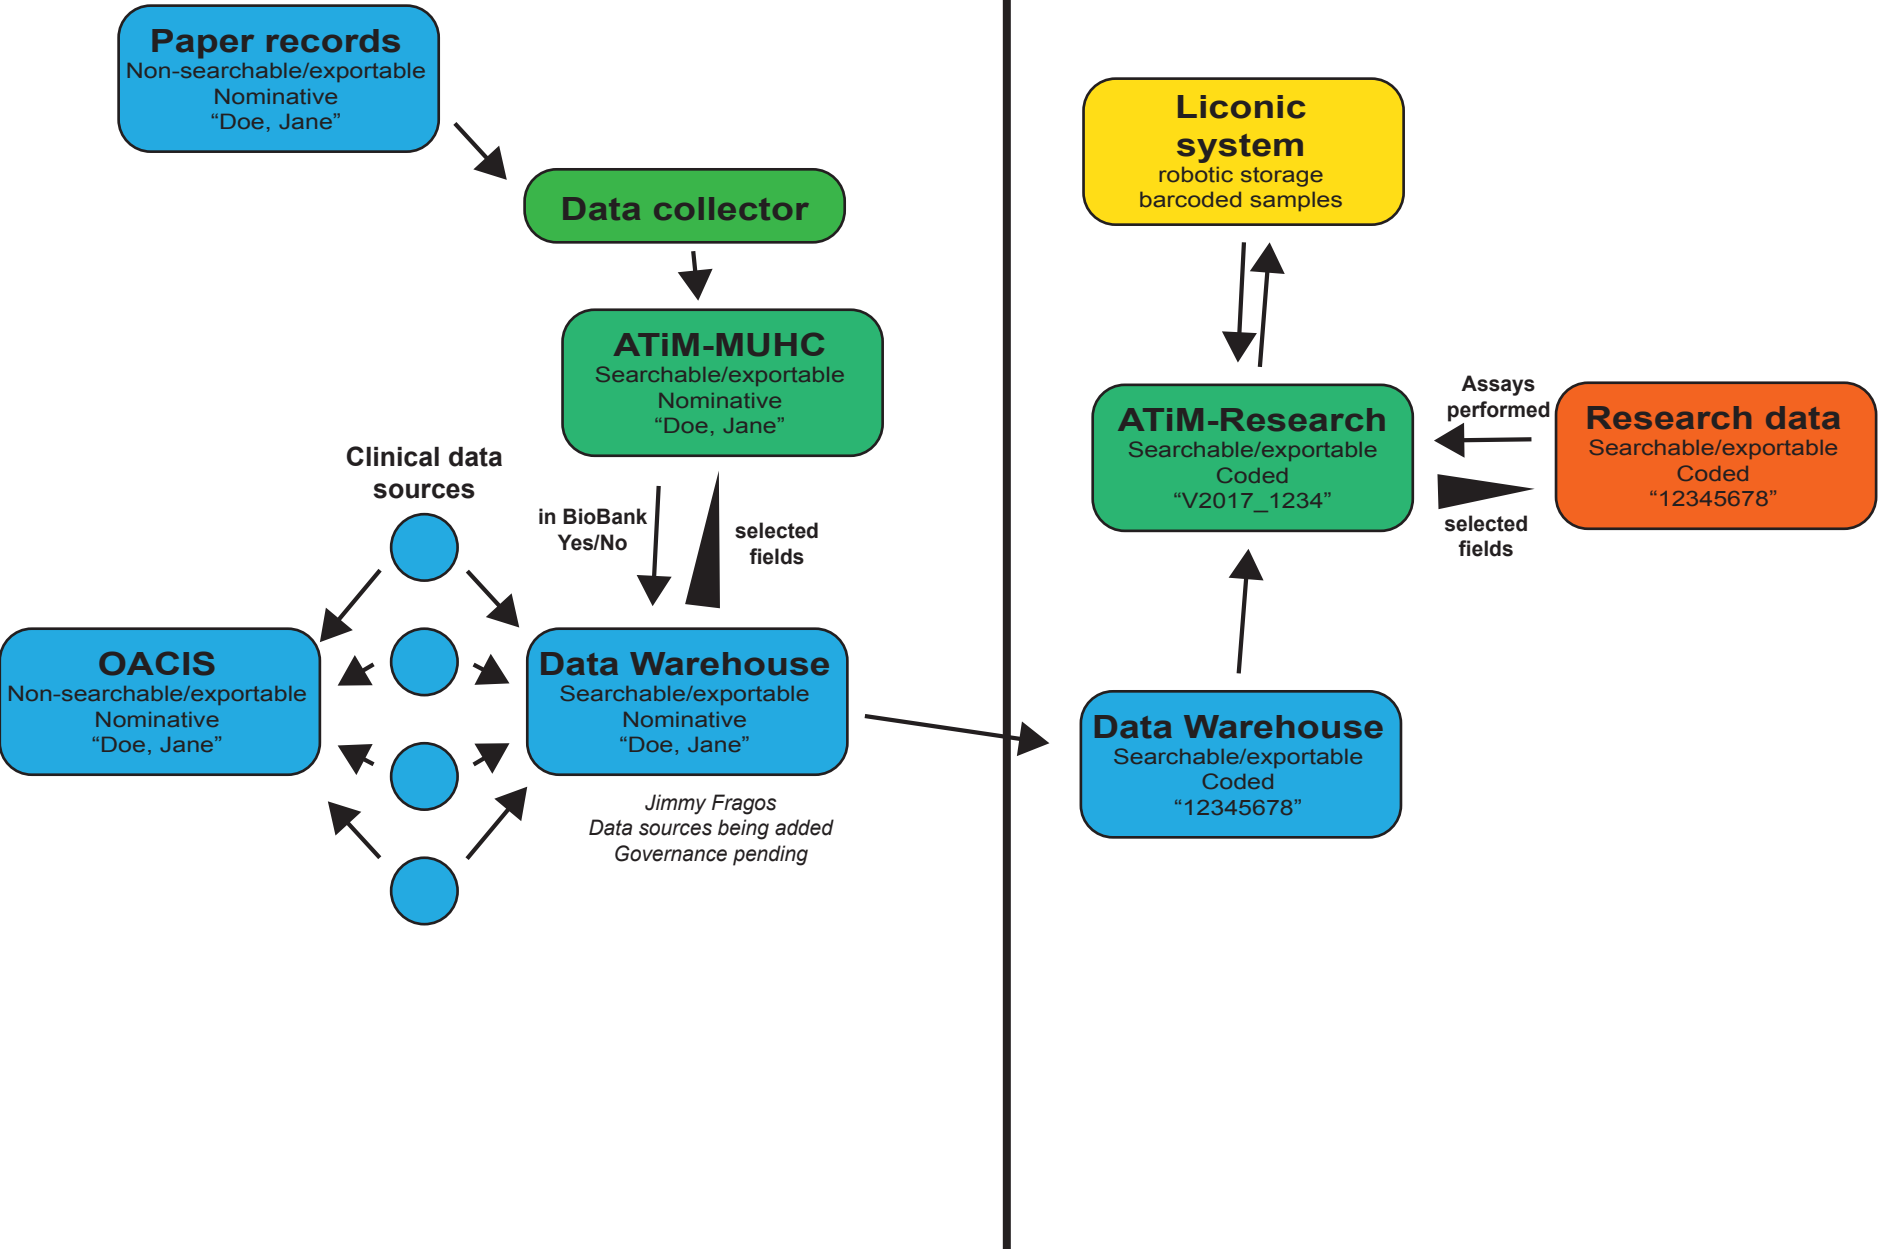 Paper records
Non-searchable/exportable
Nominative
“Doe, Jane”
Data collector
ATiM-MUHC
Searchable/exportable
Nominative
“Doe, Jane”
Clinical data
sources
in BioBank
Yes/No
selected
fields
OACIS
Non-searchable/exportable
Nominative
“Doe, Jane”
Data Warehouse
Searchable/exportable
Nominative
“Doe, Jane”
Jimmy Fragos
Data sources being added
Governance pending
Liconic
system
robotic storage
barcoded samples
ATiM-Research
Searchable/exportable
Coded
“V2017_1234”
Assays
performed
selected
fields
Research data
Searchable/exportable
Coded
“12345678”
Data Warehouse
Searchable/exportable
Coded
“12345678”